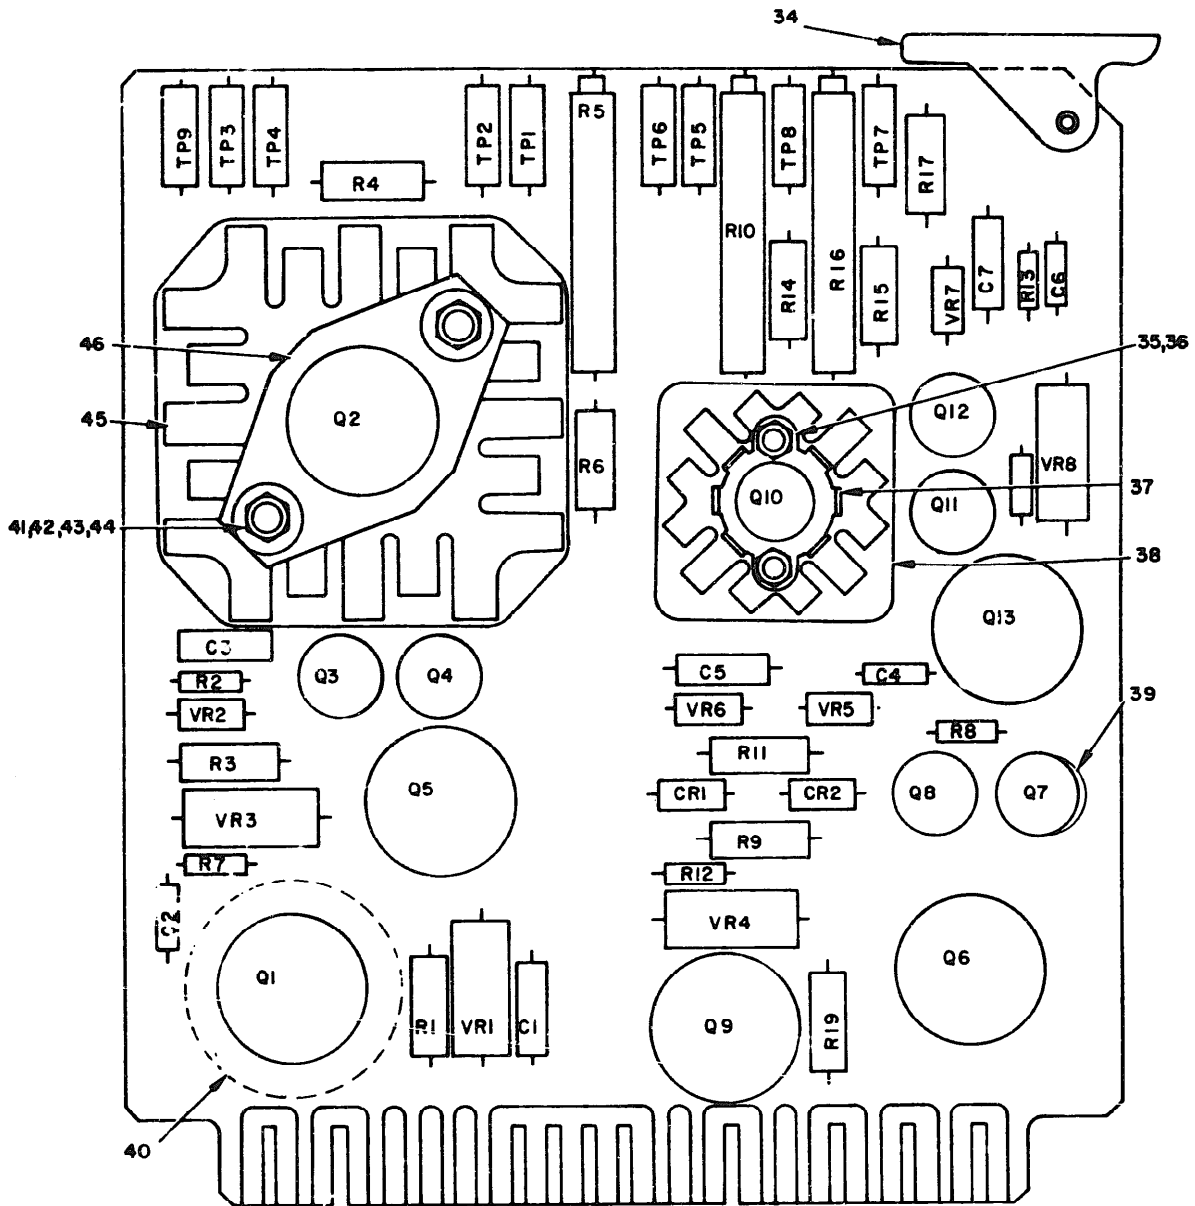 34
TP9
TP3
TP4
R4
TP2
TP1
R5
TP6
TP5
R10
TP8
R14
R16
TP7
R15
R17
VR7
C7
R13
C6
46
45
Q2
41,42,43,44
R6
35,36
Q12
Q10
Q11
VR8
37
38
Q13
C3
R2
VR2
Q3
Q4
C5
C4
VR6
VR5
39
R3
R11
R8
Q5
CR1
CR2
Q8
Q7
VR3
R9
R7
R12
C2
VR4
Q1
R1
VR1
C1
Q9
R19
Q6
40